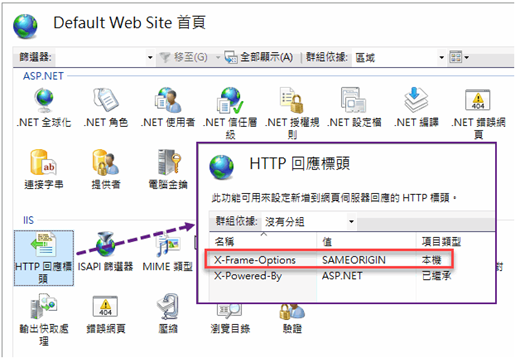 Default Web Site 首頁
篩選器:
移至(G)
全部顯示(A)
群組依據: 區域
ASP.NET
.NET 全球化
.NET 角色
.NET 使用者
.NET 信任層級
.NET 授權規則
.NET 設定檔
.NET 編譯
.NET 錯誤網頁
連接字串
提供者
電腦金鑰
IIS
HTTP 回應標頭
ISAPI 篩選器
MIME 類型
輸出快取處理
錯誤網頁
壓縮
瀏覽目錄
驗證
HTTP 回應標頭
此功能可用來設定新增到網頁伺服器回應的 HTTP 標頭。
群組依據: 沒有分組
名稱 值 項目類型
X-Frame-Options SAMEORIGIN 本機
X-Powered-By ASP.NET 已繼承